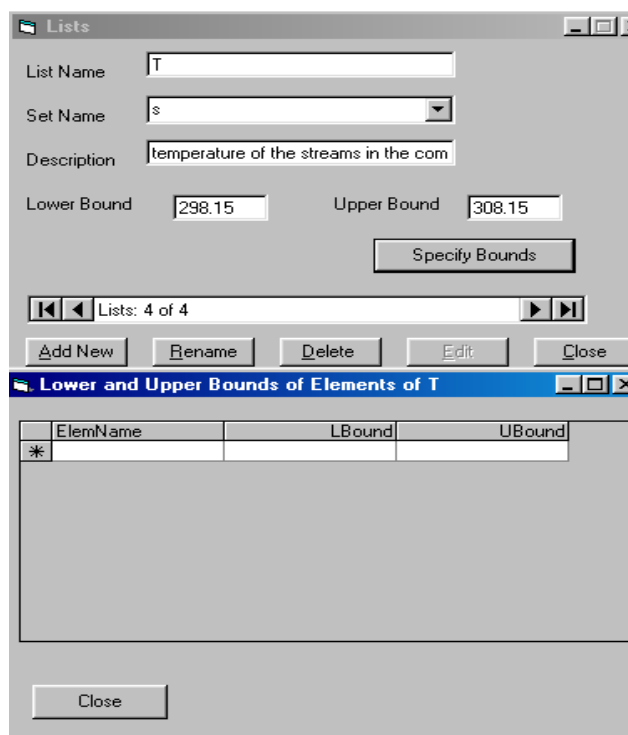 Lists
List Name T
Set Name s
Description temperature of the streams in the com
Lower Bound 298.15 Upper Bound 308.15
Specify Bounds
Lists: 4 of 4
Add New Rename Delete Edit Close
Lower and Upper Bounds of Elements of T
ElemName LBound UBound
Close